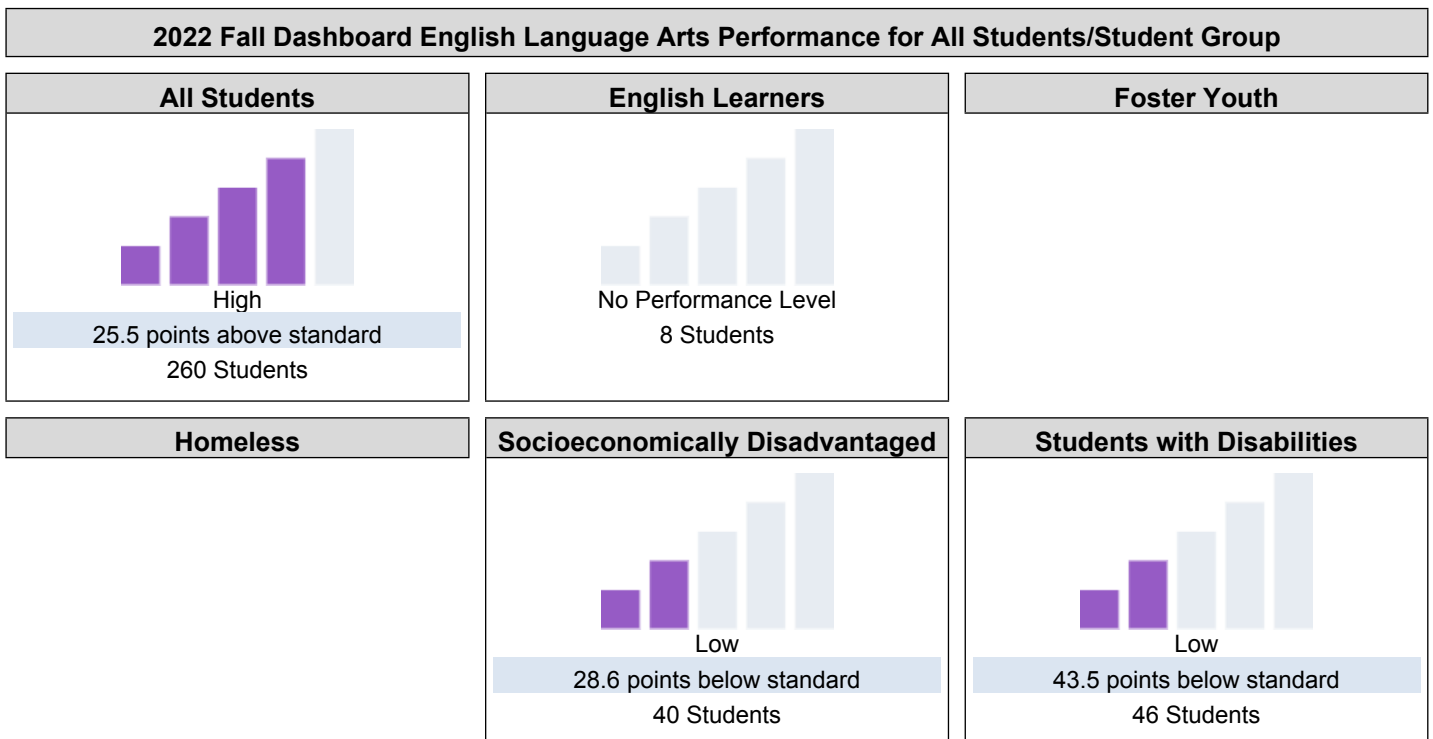 2022 Fall Dashboard English Language Arts Performance for All Students/Student Group
All Students
High
25.5 points above standard
260 Students
English Learners
No Performance Level
8 Students
Foster Youth
Homeless
Socioeconomically Disadvantaged
Low
28.6 points below standard
40 Students
Students with Disabilities
Low
43.5 points below standard
46 Students